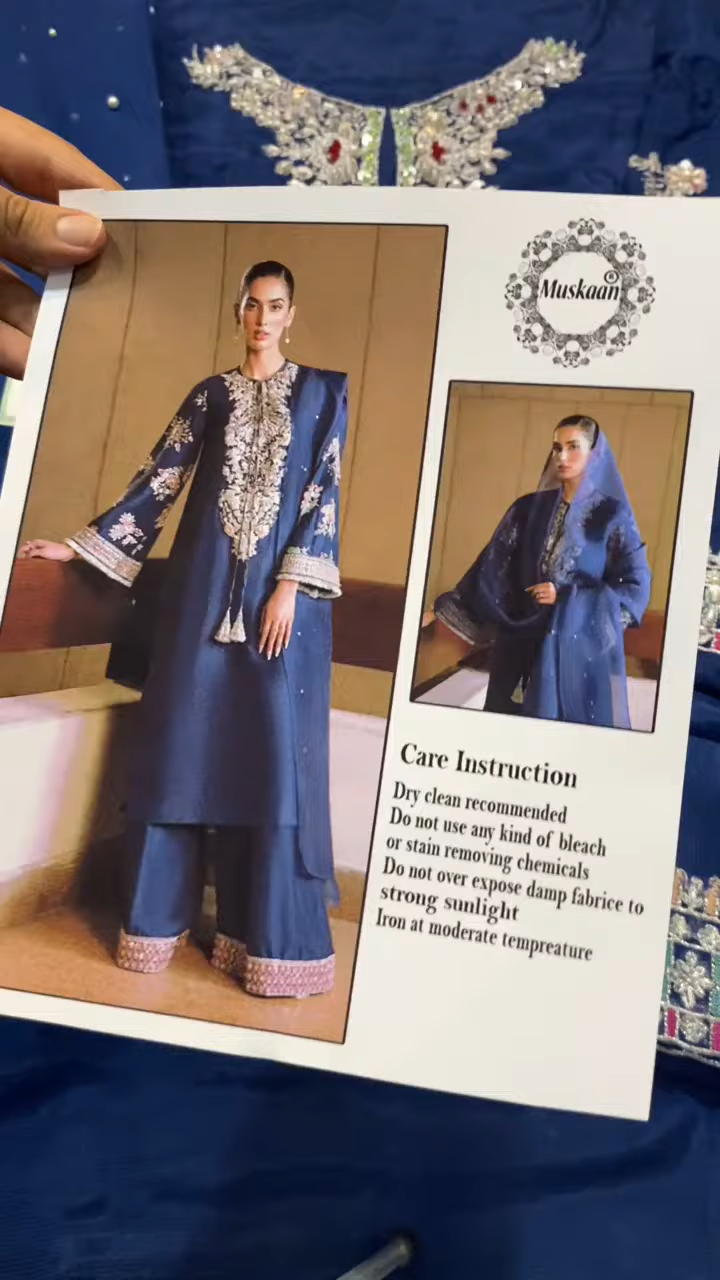 Muskaan®
Care Instruction
Dry clean recommended
Do not use any kind of bleach
or stain removing chemicals
Do not over expose damp fabrice to
strong sunlight
Iron at moderate tempreature